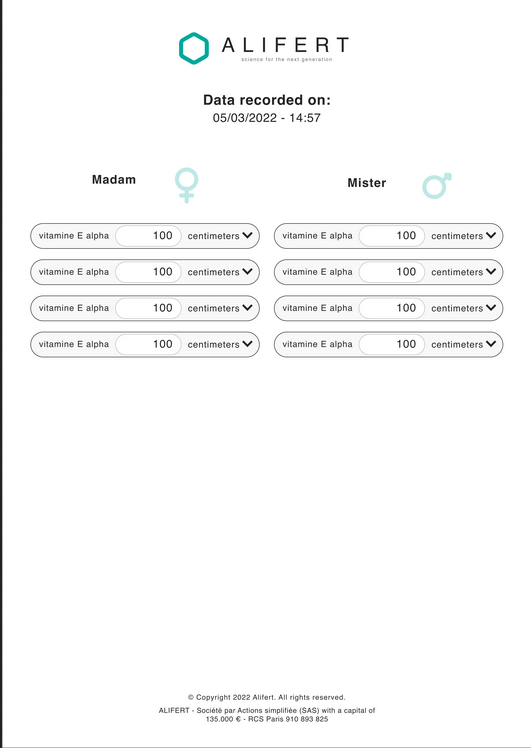 ALIFERT
science for the next generation
Data recorded on:
05/03/2022 - 14:57
Madam
vitamine E alpha 100 centimeters
vitamine E alpha 100 centimeters
vitamine E alpha 100 centimeters
vitamine E alpha 100 centimeters
Mister
vitamine E alpha 100 centimeters
vitamine E alpha 100 centimeters
vitamine E alpha 100 centimeters
vitamine E alpha 100 centimeters
© Copyright 2022 Alifert. All rights reserved.
ALIFERT - Société par Actions simplifiée (SAS) with a capital of
135.000 € - RCS Paris 910 893 825